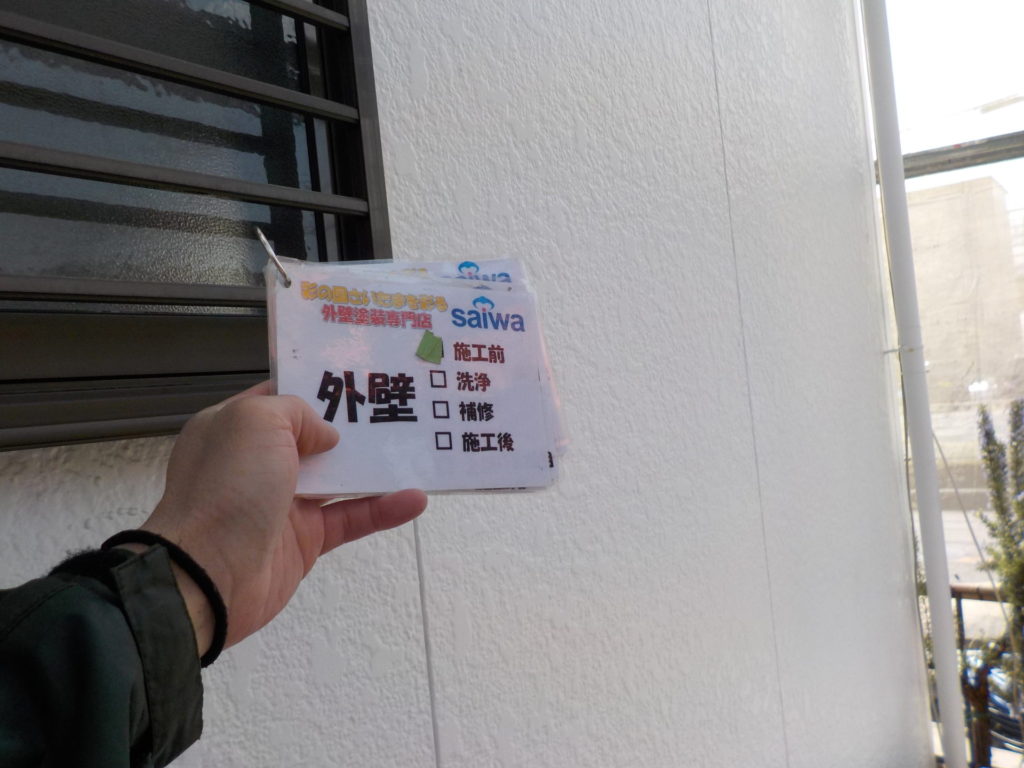 彩の国さいたまを彩る
外壁塗装専門店
saiwa
外壁
施工前
洗浄
補修
施工後